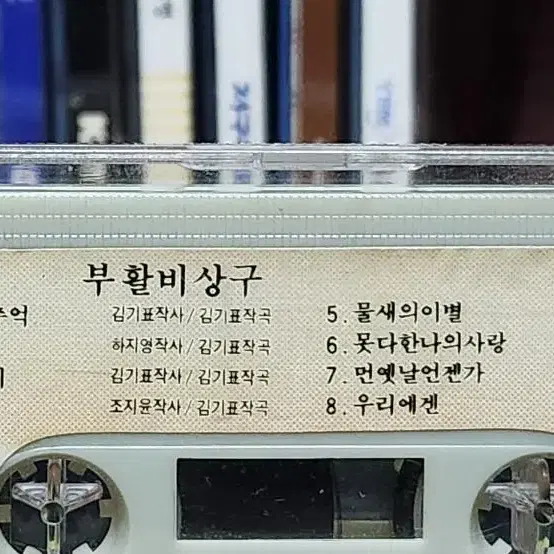 부활비상구
추억 김기표작사/김기표작곡 5.물새의이별
하지영작사/김기표작곡 6.못다한나의사랑
김기표작사/김기표작곡 7.먼옛날언젠가
조지윤작사/김기표작곡 8.우리에겐